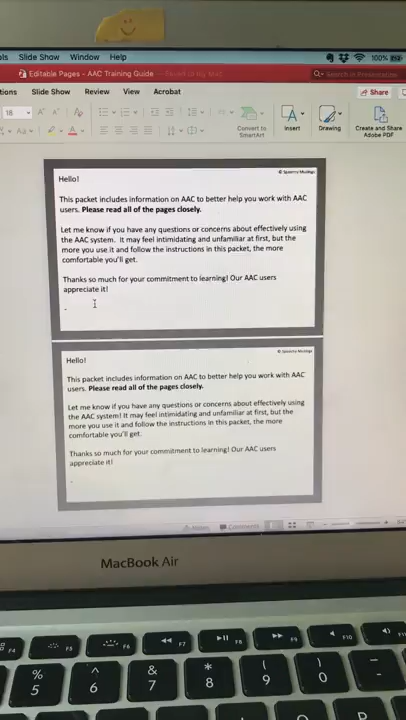 Slide Show Window Help
100%
Editable Pages - AAC Training Guide
Search in Presentation
Slide Show Review View Acrobat
Share
18
Convert to
SmartArt
Insert
Drawing
Create and Share
Adobe PDF
Hello!
This packet includes information on AAC to better help you work with AAC
users. Please read all of the pages closely.
Let me know if you have any questions or concerns about effectively using
the AAC system. It may feel intimidating and unfamiliar at first, but the
more you use it and follow the instructions in this packet, the more
comfortable you'll get.
Thanks so much for your commitment to learning! Our AAC users
appreciate it!
-
Hello!
This packet includes information on AAC to better help you work with AAC
users. Please read all of the pages closely.
Let me know if you have any questions or concerns about effectively using
the AAC system! It may feel intimidating and unfamiliar at first, but the
more you use it and follow the instructions in this packet, the more
comfortable you'll get.
Thanks so much for your commitment to learning! Our AAC users
appreciate it!
-
Comments
MacBook Air
F4 F5 F6 F7 F8 F9 F10
% ^ & * ( )
5 6 7 8 9 0